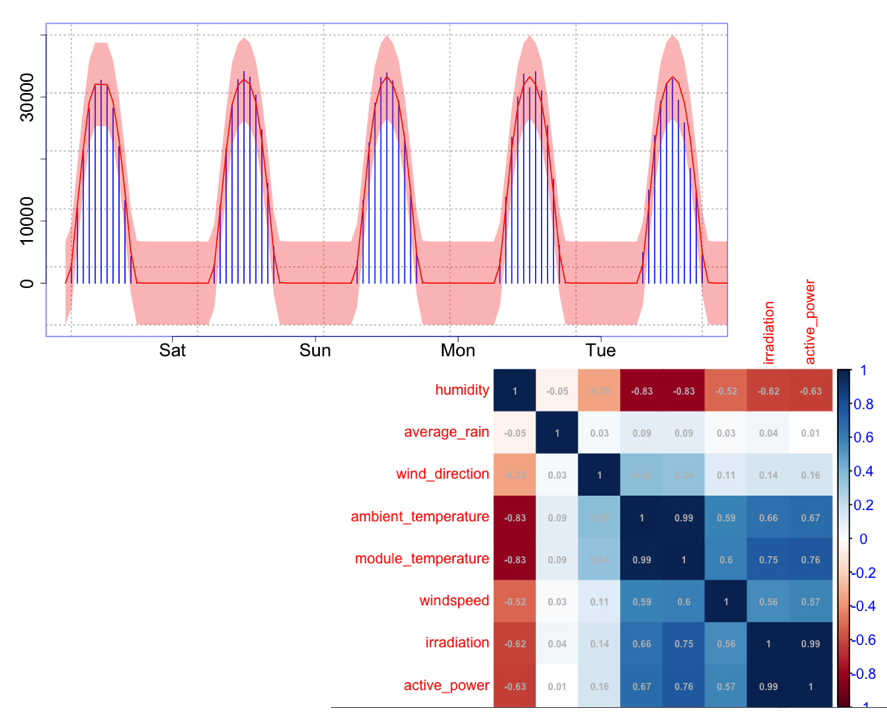 30000
10000
0
Sat Sun Mon Tue
irradiation active_power
humidity 1 -0.05 -0.83 -0.83 -0.52 -0.62 -0.63
average_rain -0.05 1 0.03 0.09 0.09 0.03 0.04 0.01
wind_direction 0.03 1 0.11 0.14 0.16
ambient_temperature -0.83 0.09 1 0.99 0.59 0.66 0.67
module_temperature -0.83 0.09 0.99 1 0.6 0.75 0.76
windspeed -0.52 0.03 0.11 0.59 0.6 1 0.56 0.57
irradiation -0.62 0.04 0.14 0.66 0.75 0.56 1 0.99
active_power -0.63 0.01 0.16 0.67 0.76 0.57 0.99 1
1
0.8
0.6
0.4
0.2
0
-0.2
-0.4
-0.6
-0.8